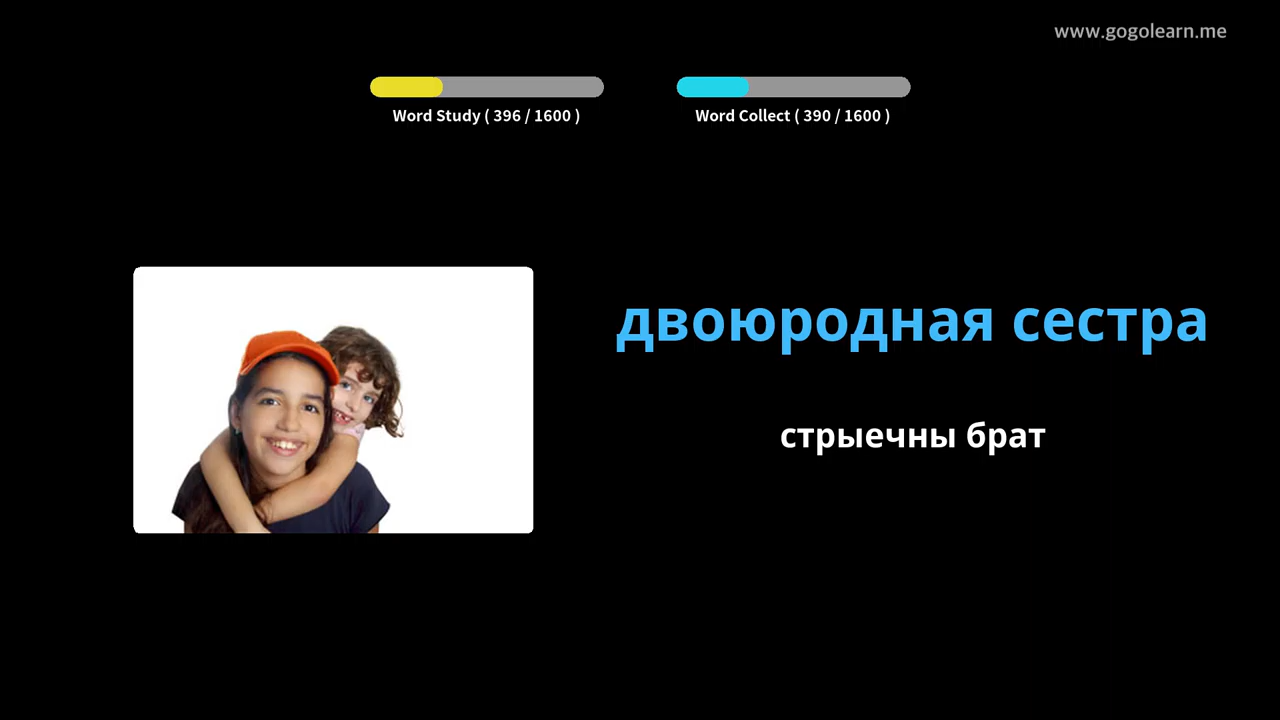 www.gogolearn.me
Word Study ( 396 / 1600 )
Word Collect ( 390 / 1600 )
двоюродная сестра
стрыечны брат